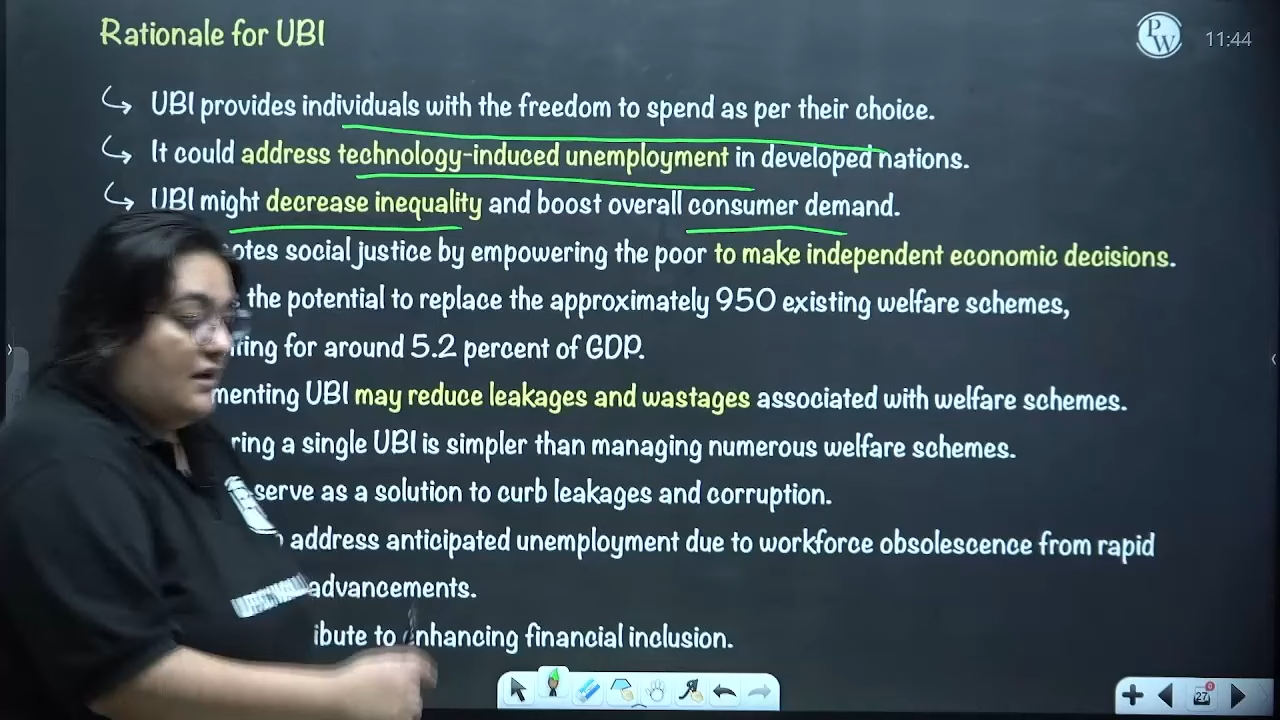 Rationale for UBI
PW
11:44
UBI provides individuals with the freedom to spend as per their choice.
It could address technology-induced unemployment in developed nations.
UBI might decrease inequality and boost overall consumer demand.
otes social justice by empowering the poor to make independent economic decisions.
the potential to replace the approximately 950 existing welfare schemes,
ting for around 5.2 percent of GDP.
menting UBI may reduce leakages and wastages associated with welfare schemes.
ring a single UBI is simpler than managing numerous welfare schemes.
serve as a solution to curb leakages and corruption.
address anticipated unemployment due to workforce obsolescence from rapid
advancements.
ibute to enhancing financial inclusion.
27